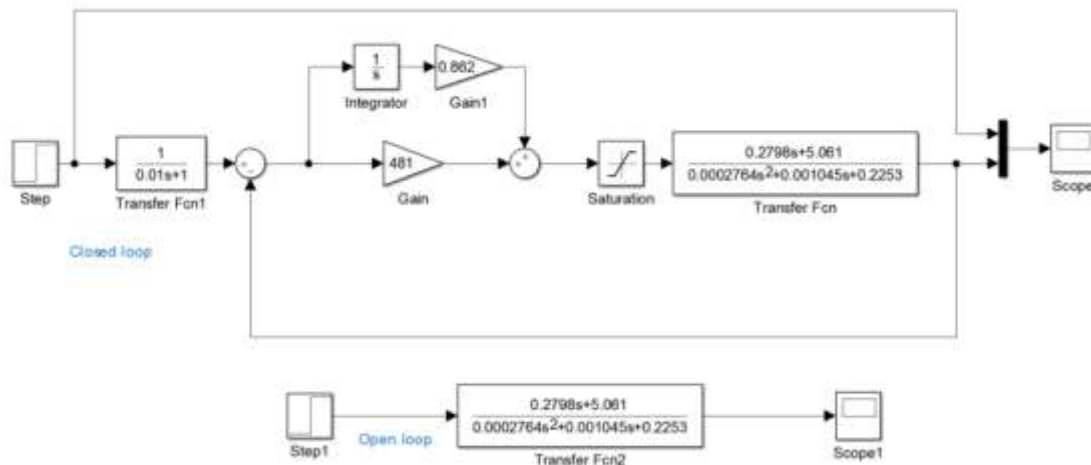 1
s
0.862
Integrator
Gain1
Step
1
0.01s+1
Transfer Fcn1
481
Gain
Saturation
0.2798s+5.061
0.0002764s²+0.001045s+0.2253
Transfer Fcn
Scope
Closed loop
Step1
Open loop
0.2798s+5.061
0.0002764s²+0.001045s+0.2253
Transfer Fcn2
Scope1